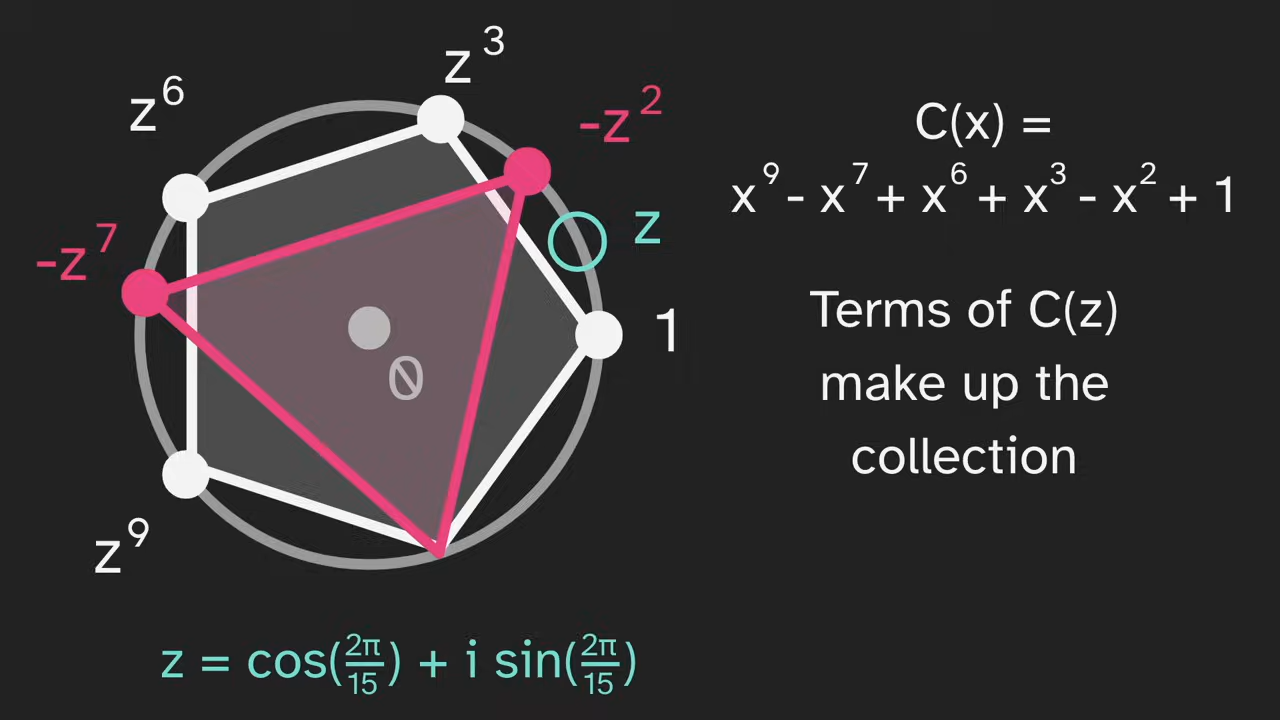 z³
z⁶
-z²
C(x) =
x⁹ - x⁷ + x⁶ + x³ - x² + 1
z
-z⁷
Terms of C(z)
1
0
make up the
collection
z⁹
z = cos(2π/15) + i sin(2π/15)